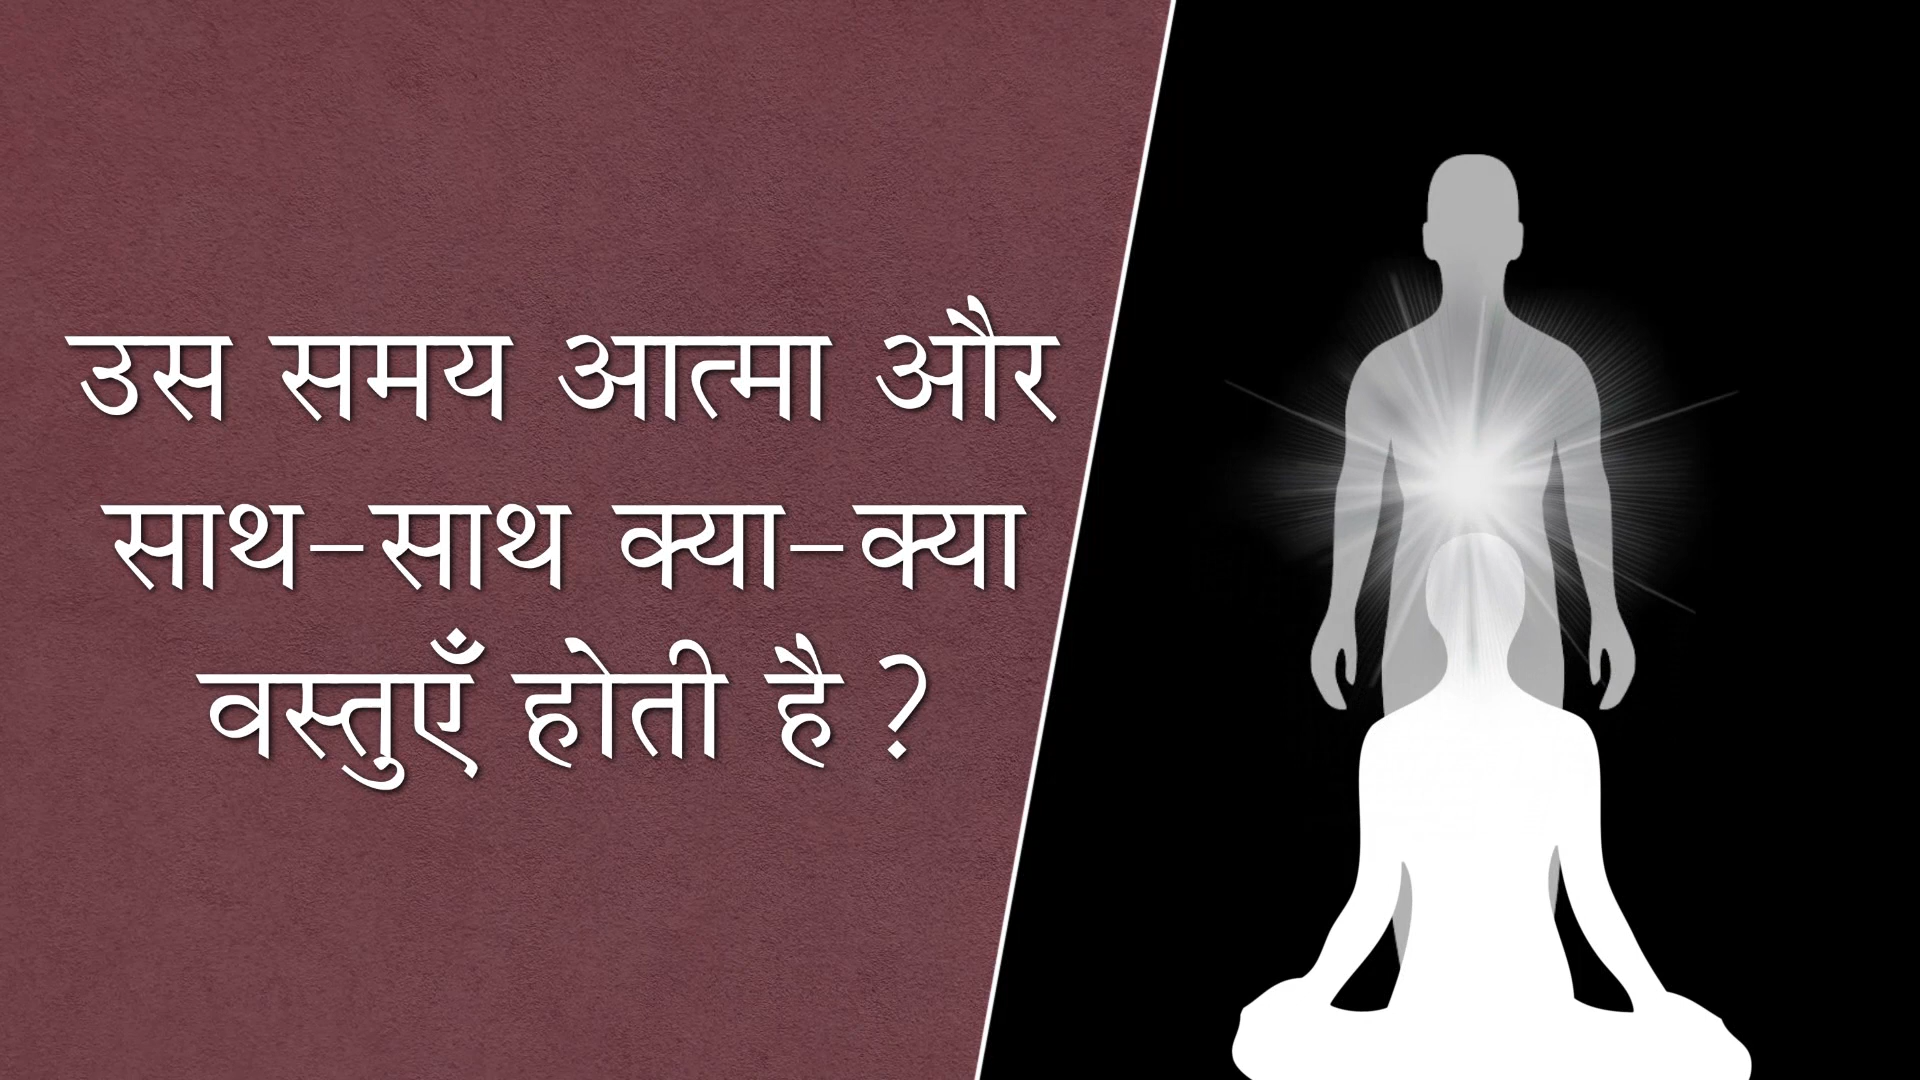 उस समय आत्मा और
साथ-साथ क्या-क्या
वस्तुएँ होती है ?